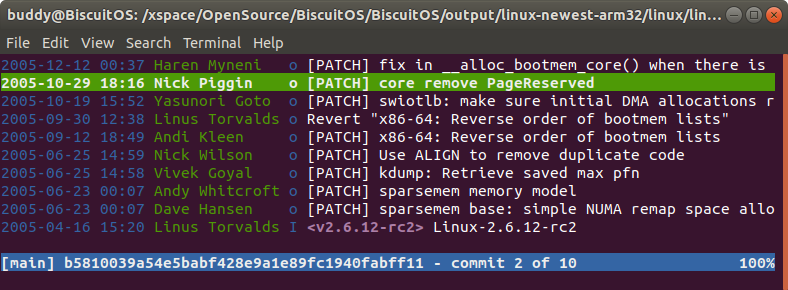 buddy@BiscuitOS: /xspace/OpenSource/BiscuitOS/BiscuitOS/output/linux-newest-arm32/linux/lin...
File Edit View Search Terminal Help
2005-12-12 00:37 Haren Myneni o [PATCH] fix in __alloc_bootmem_core() when there is
2005-10-29 18:16 Nick Piggin o [PATCH] core remove PageReserved
2005-10-19 15:52 Yasunori Goto o [PATCH] swiotlb: make sure initial DMA allocations r
2005-09-30 12:38 Linus Torvalds o Revert "x86-64: Reverse order of bootmem lists"
2005-09-12 18:49 Andi Kleen o [PATCH] x86-64: Reverse order of bootmem lists
2005-06-25 14:59 Nick Wilson o [PATCH] Use ALIGN to remove duplicate code
2005-06-25 14:58 Vivek Goyal o [PATCH] kdump: Retrieve saved max pfn
2005-06-23 00:07 Andy Whitcroft o [PATCH] sparsemem memory model
2005-06-23 00:07 Dave Hansen o [PATCH] sparsemem base: simple NUMA remap space allo
2005-04-16 15:20 Linus Torvalds I <v2.6.12-rc2> Linux-2.6.12-rc2
[main] b5810039a54e5babf428e9a1e89fc1940fabff11 - commit 2 of 10 100%